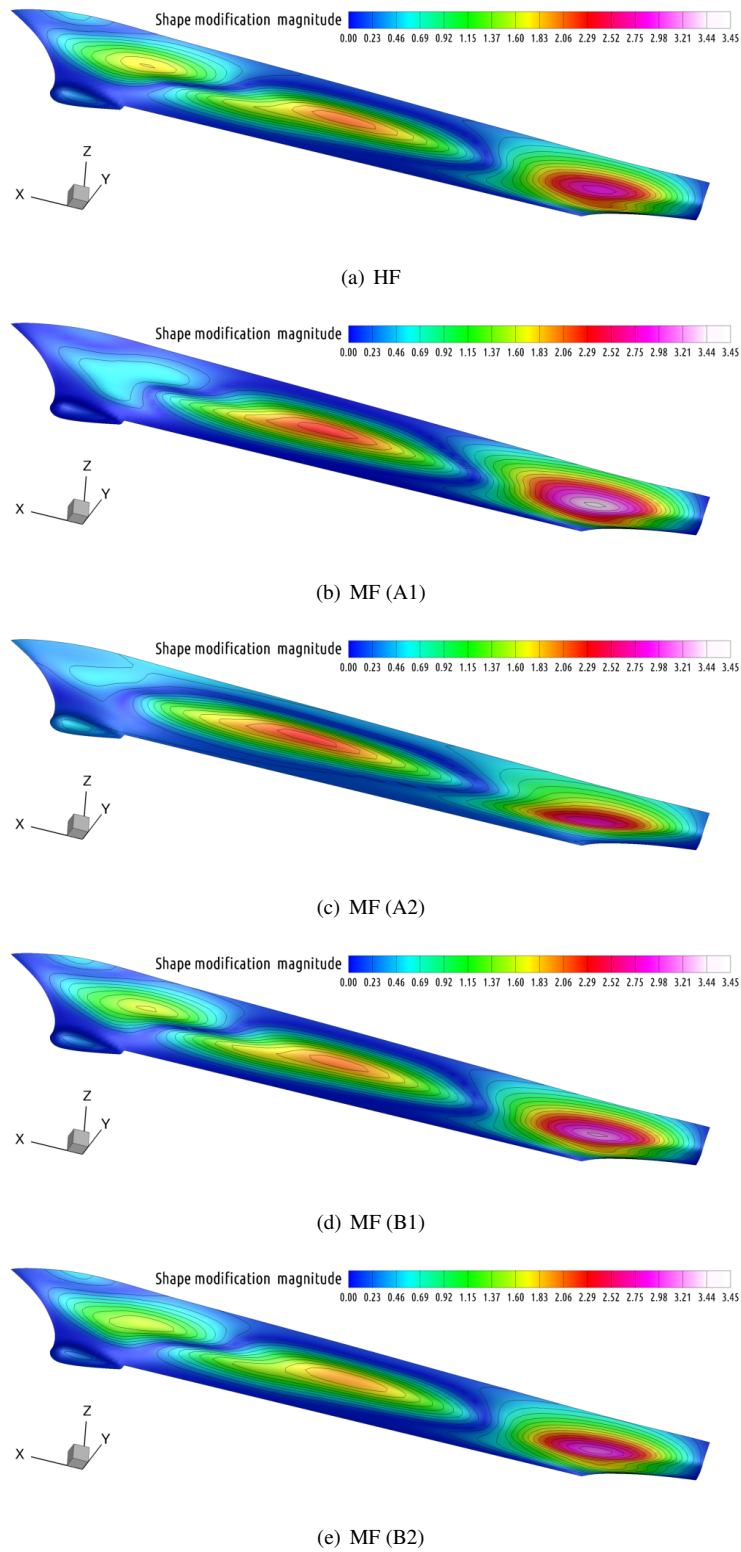 Shape modification magnitude
0.00 0.23 0.46 0.69 0.92 1.15 1.37 1.60 1.83 2.06 2.29 2.52 2.75 2.98 3.21 3.44 3.45
Z
Y
X
(a) HF
Shape modification magnitude
0.00 0.23 0.46 0.69 0.92 1.15 1.37 1.60 1.83 2.06 2.29 2.52 2.75 2.98 3.21 3.44 3.45
Z
Y
X
(b) MF (A1)
Shape modification magnitude
0.00 0.23 0.46 0.69 0.92 1.15 1.37 1.60 1.83 2.06 2.29 2.52 2.75 2.98 3.21 3.44 3.45
Z
Y
X
(c) MF (A2)
Shape modification magnitude
0.00 0.23 0.46 0.69 0.92 1.15 1.37 1.60 1.83 2.06 2.29 2.52 2.75 2.98 3.21 3.44 3.45
Z
Y
X
(d) MF (B1)
Shape modification magnitude
0.00 0.23 0.46 0.69 0.92 1.15 1.37 1.60 1.83 2.06 2.29 2.52 2.75 2.98 3.21 3.44 3.45
Z
Y
X
(e) MF (B2)